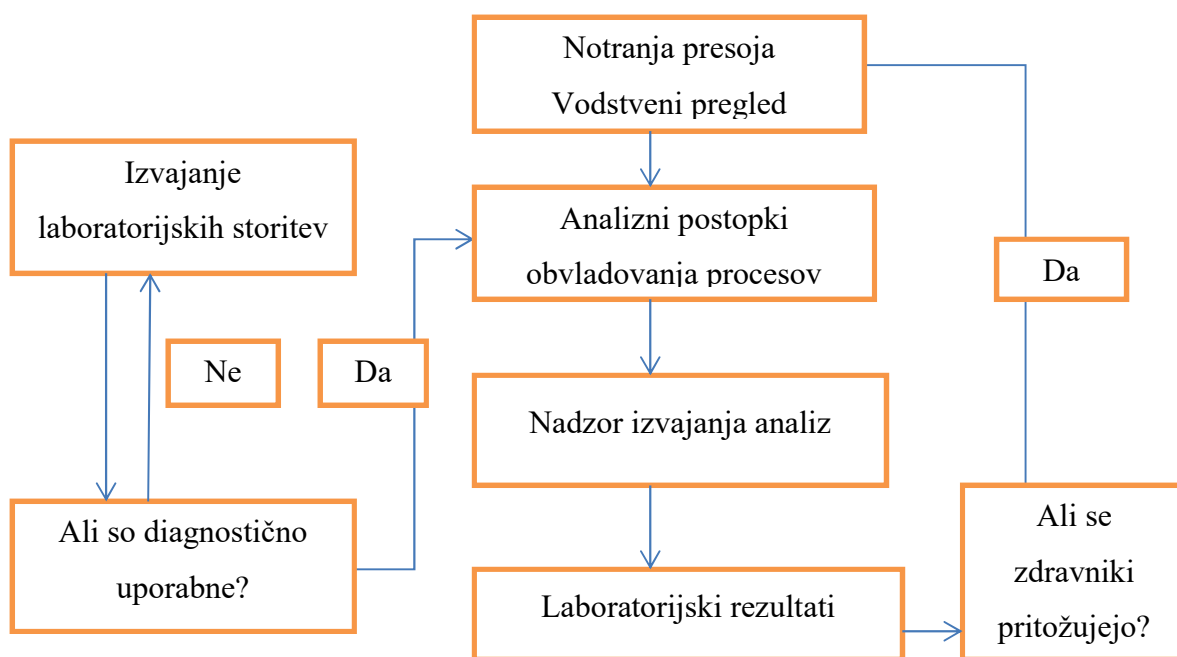 Notranja presoja
Vodstveni pregled
Izvajanje
laboratorijskih storitev
Analizni postopki
obvladovanja procesov
Da
Ne
Da
Nadzor izvajanja analiz
Ali so diagnostično
uporabne?
Ali se
zdravniki
pritožujejo?
Laboratorijski rezultati